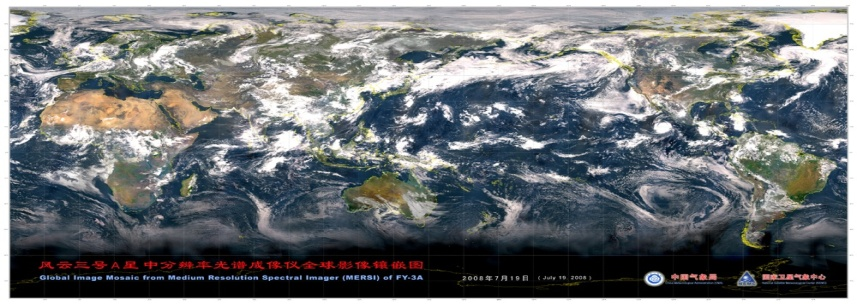 风云三号A星中分辨率光谱成像仪全球影像镶嵌图
Global Image Mosaic from Medium Resolution Spectral Imager (MERSI) of FY-3A
2008年7月19日 (July 19, 2008)
中国气象局
国家卫星气象中心